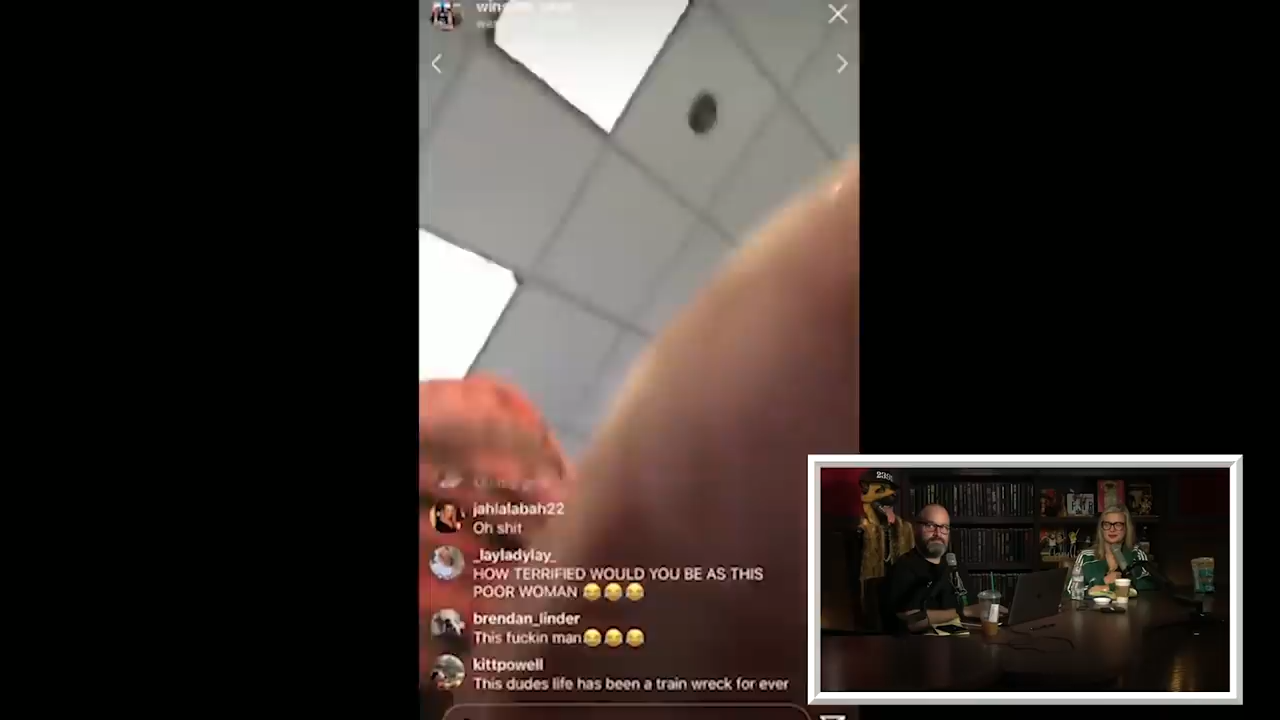 jahlalabah22
Oh shit
_layladylay_
HOW TERRIFIED WOULD YOU BE AS THIS
POOR WOMAN 😂😂😂
brendan_linder
This fuckin man😂😂😂
kittpowell
This dudes life has been a train wreck for ever